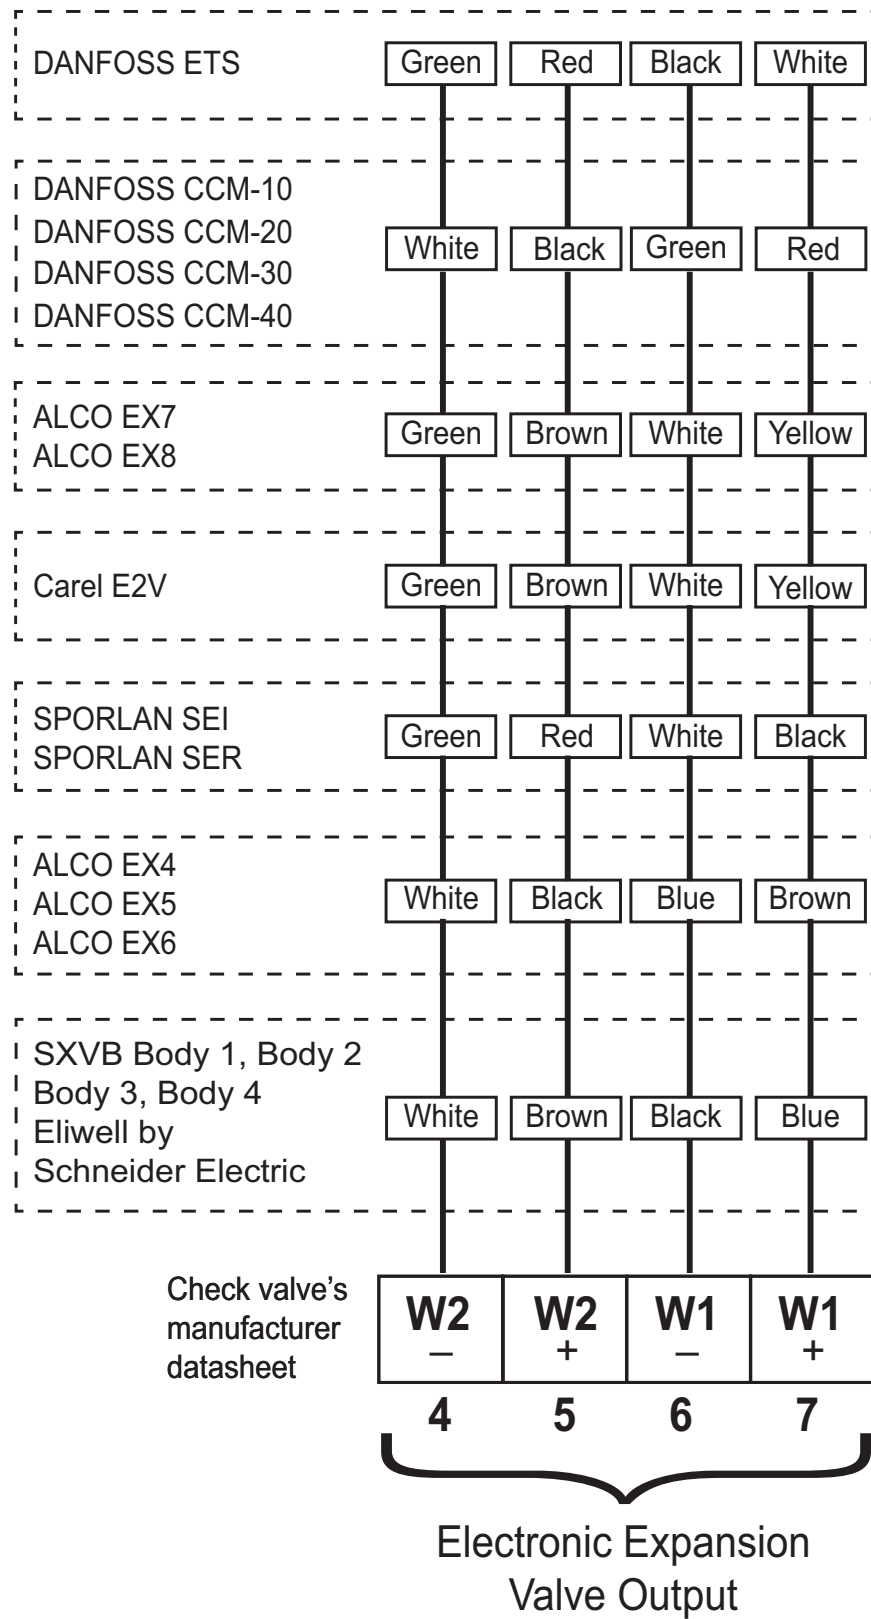 DANFOSS ETS Green Red Black White
DANFOSS CCM-10
DANFOSS CCM-20
DANFOSS CCM-30
DANFOSS CCM-40
White Black Green Red
ALCO EX7
ALCO EX8
Green Brown White Yellow
Carel E2V Green Brown White Yellow
SPORLAN SEI
SPORLAN SER
Green Red White Black
ALCO EX4
ALCO EX5
ALCO EX6
White Black Blue Brown
SXVB Body 1, Body 2
Body 3, Body 4
Eliwell by
Schneider Electric
White Brown Black Blue
Check valve's
manufacturer
datasheet
W2 W2 W1 W1
– + – +
4 5 6 7
Electronic Expansion
Valve Output